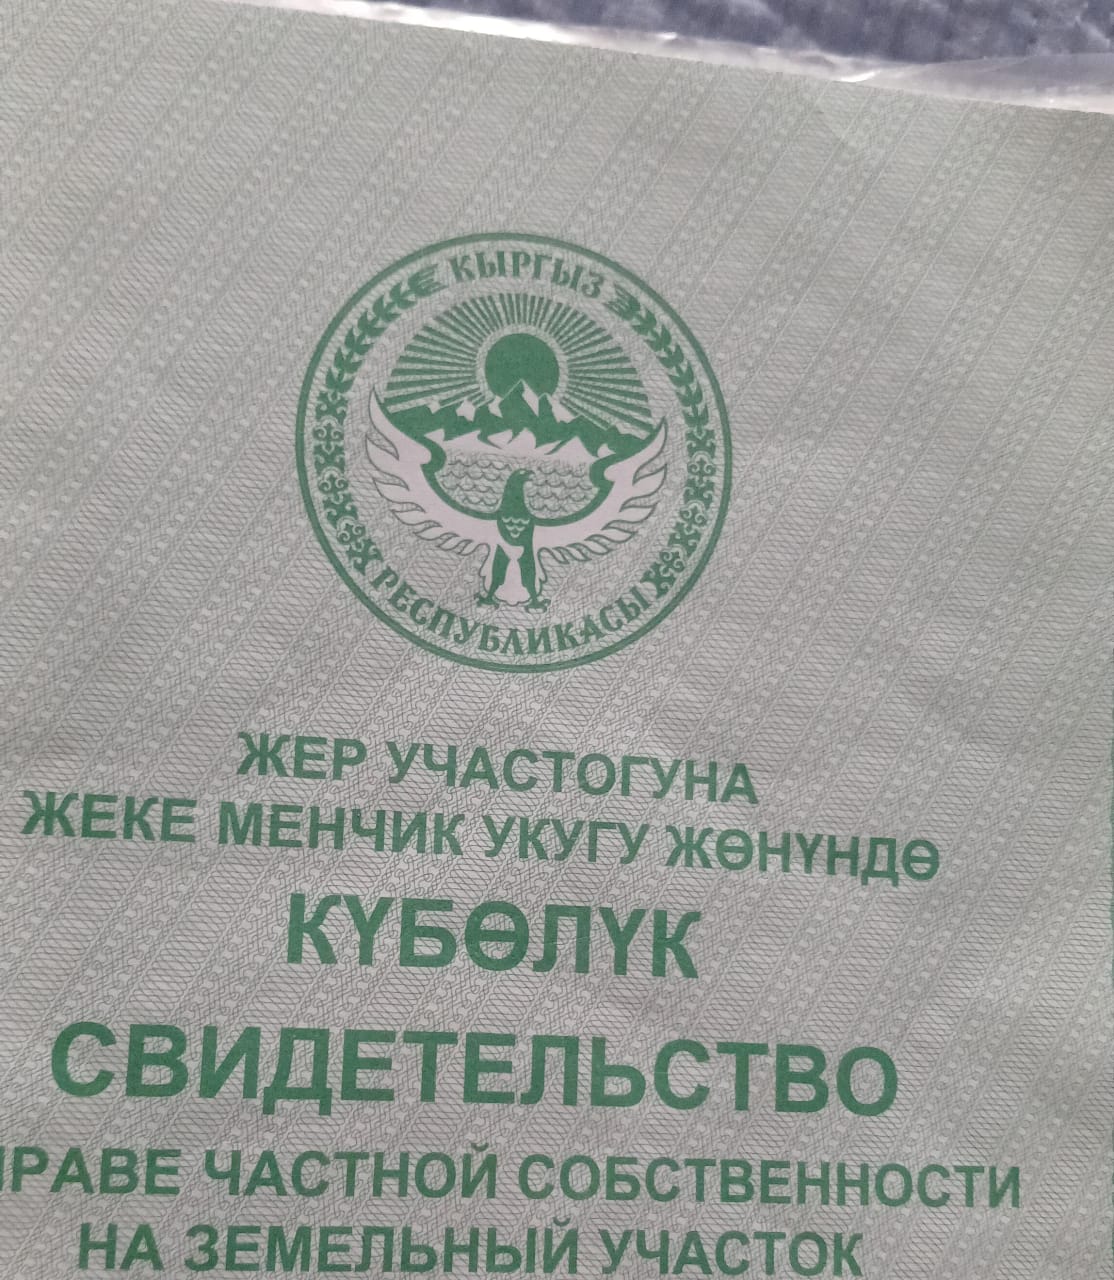 КЫРГЫЗ
РЕСПУБЛИКАСЫ
ЖЕР УЧАСТОГУНА
ЖЕКЕ МЕНЧИК УКУГУ ЖӨНҮНДӨ
КҮБӨЛҮК
СВИДЕТЕЛЬСТВО
ПРАВЕ ЧАСТНОЙ СОБСТВЕННОСТИ
НА ЗЕМЕЛЬНЫЙ УЧАСТОК